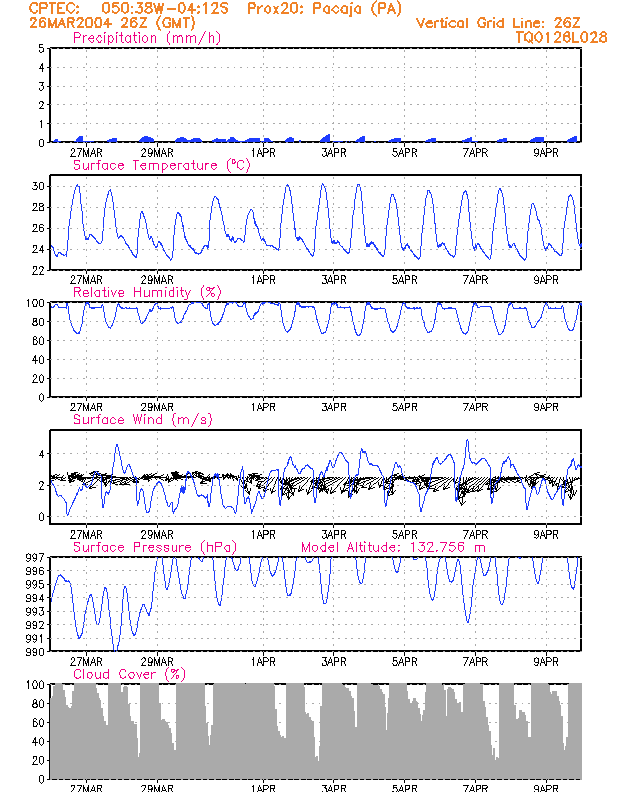 CPTEC: 050:38W-04:12S Prox20: Pacaja (PA)
26MAR2004 26Z (GMT) Vertical Grid Line: 26Z
Precipitation (mm/h) TQ0126L028
5
4
3
2
1
0
27MAR 29MAR 1APR 3APR 5APR 7APR 9APR
Surface Temperature (°C)
30
28
26
24
22
27MAR 29MAR 1APR 3APR 5APR 7APR 9APR
Relative Humidity (%)
100
80
60
40
20
0
27MAR 29MAR 1APR 3APR 5APR 7APR 9APR
Surface Wind (m/s)
4
2
0
27MAR 29MAR 1APR 3APR 5APR 7APR 9APR
Surface Pressure (hPa) Model Altitude: 132.756 m
997
996
995
994
993
992
991
990
27MAR 29MAR 1APR 3APR 5APR 7APR 9APR
Cloud Cover (%)
100
80
60
40
20
0
27MAR 29MAR 1APR 3APR 5APR 7APR 9APR